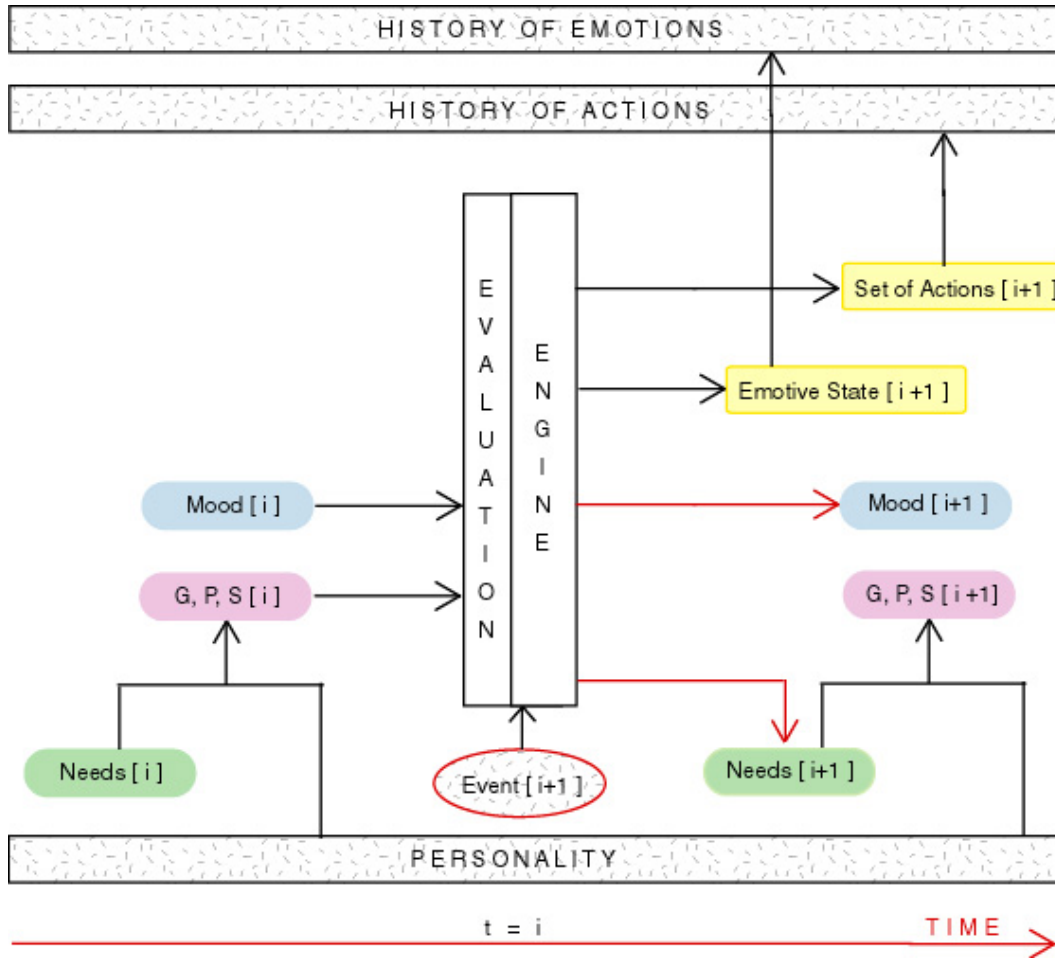 HISTORY OF EMOTIONS
HISTORY OF ACTIONS
EVALUATION
ENGINE
Set of Actions [ i+1 ]
Emotive State [ i +1 ]
Mood [ i ]
Mood [ i+1 ]
G, P, S [ i ]
G, P, S [ i +1]
Needs [ i ]
Event [ i+1 ]
Needs [ i+1 ]
PERSONALITY
t = i
TIME